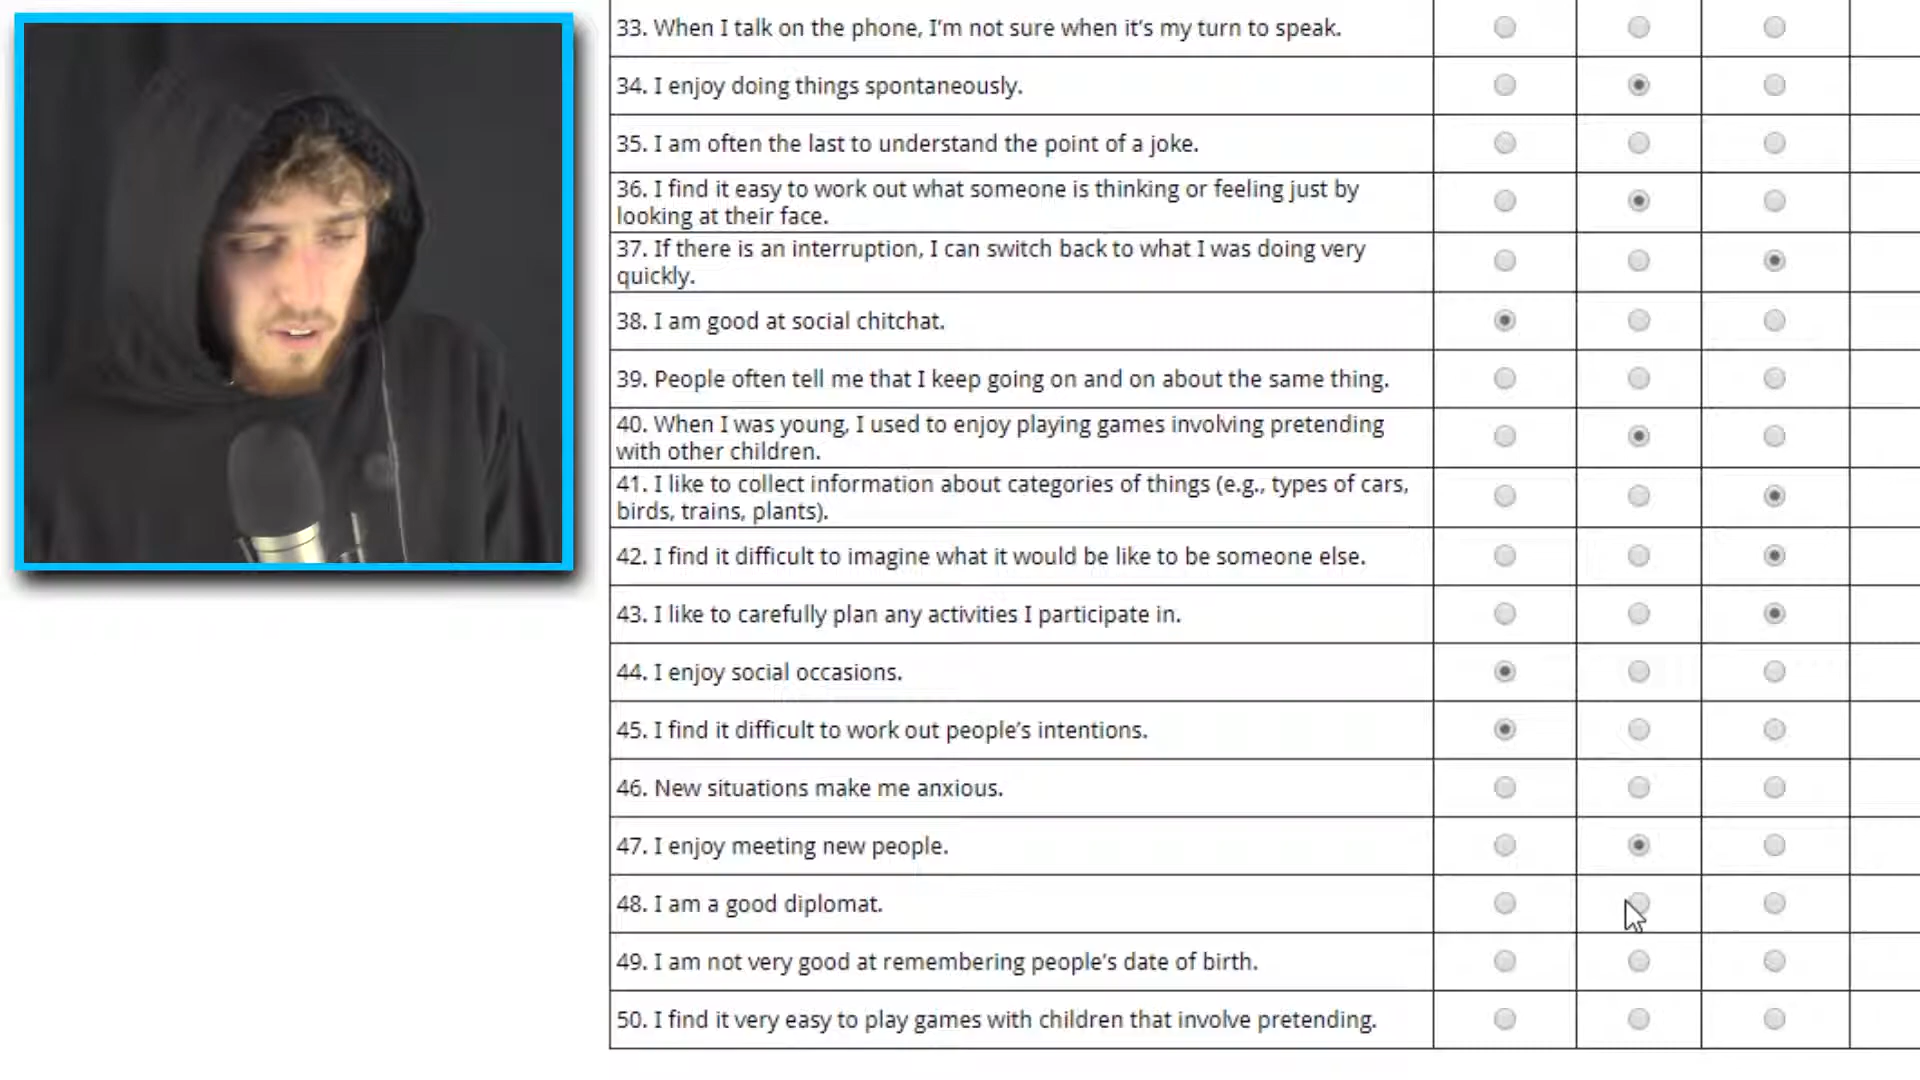 33. When I talk on the phone, I’m not sure when it’s my turn to speak.
34. I enjoy doing things spontaneously.
35. I am often the last to understand the point of a joke.
36. I find it easy to work out what someone is thinking or feeling just by
looking at their face.
37. If there is an interruption, I can switch back to what I was doing very
quickly.
38. I am good at social chitchat.
39. People often tell me that I keep going on and on about the same thing.
40. When I was young, I used to enjoy playing games involving pretending
with other children.
41. I like to collect information about categories of things (e.g., types of cars,
birds, trains, plants).
42. I find it difficult to imagine what it would be like to be someone else.
43. I like to carefully plan any activities I participate in.
44. I enjoy social occasions.
45. I find it difficult to work out people’s intentions.
46. New situations make me anxious.
47. I enjoy meeting new people.
48. I am a good diplomat.
49. I am not very good at remembering people’s date of birth.
50. I find it very easy to play games with children that involve pretending.